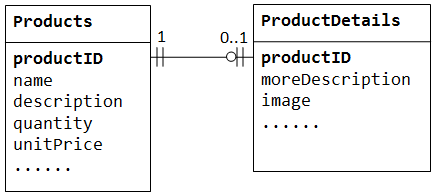 Products
productID
name
description
quantity
unitPrice
......
1
0..1
ProductDetails
productID
moreDescription
image
......